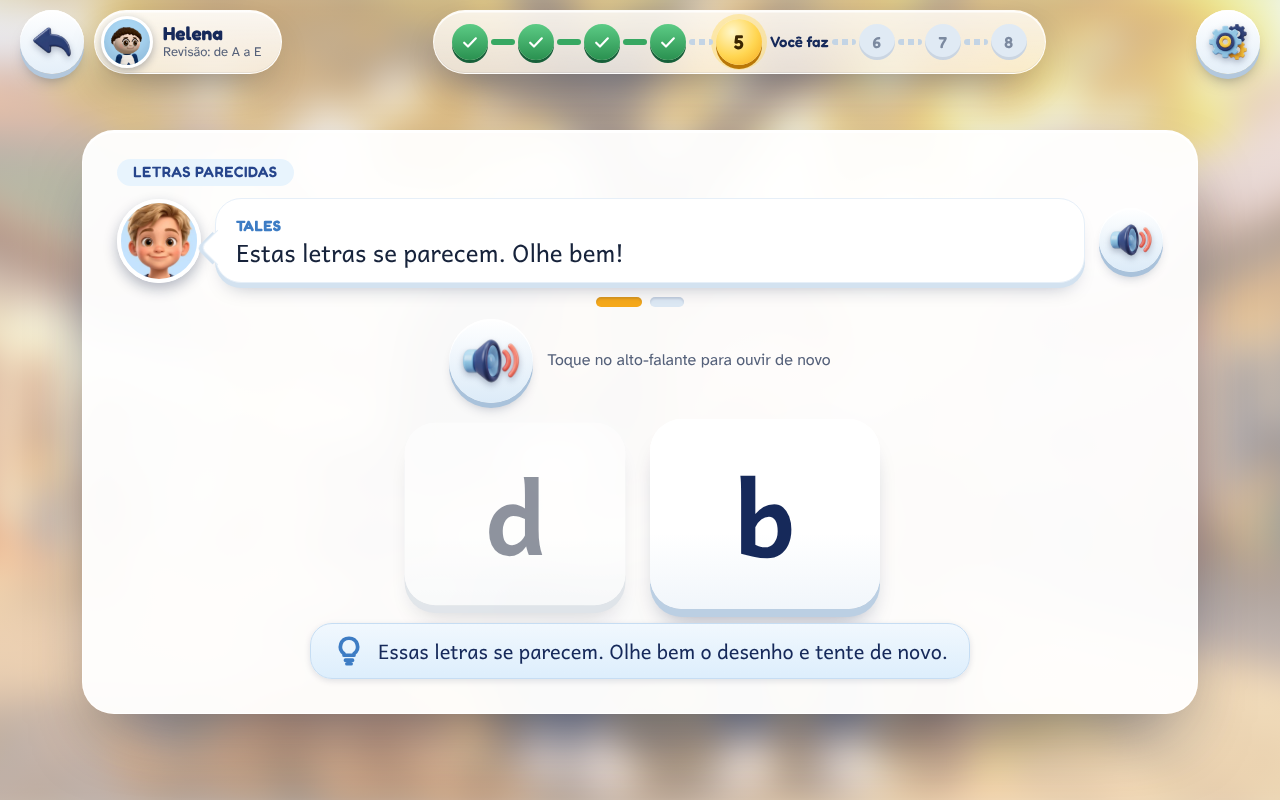 Helena
Revisão: de A a E
5 Você faz 6 7 8
LETRAS PARECIDAS
TALES
Estas letras se parecem. Olhe bem!
Toque no alto-falante para ouvir de novo
d b
Essas letras se parecem. Olhe bem o desenho e tente de novo.